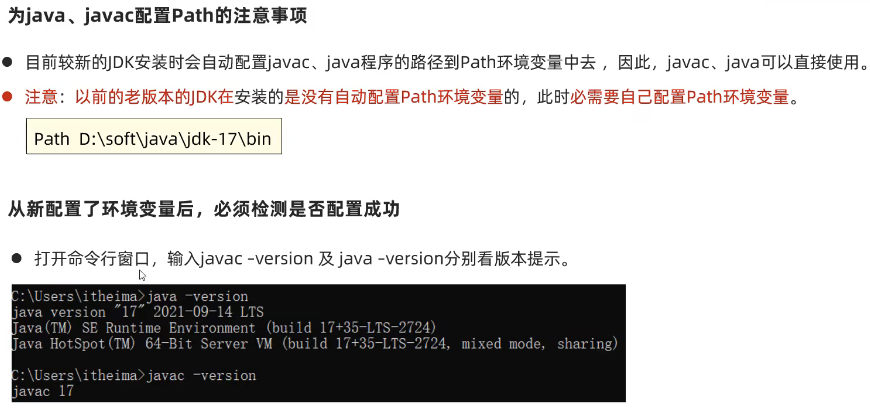 为java、javac配置Path的注意事项
目前较新的JDK安装时会自动配置javac、java程序的路径到Path环境变量中去 ，因此，javac、java可以直接使用。
注意：以前的老版本的JDK在安装的是没有自动配置Path环境变量的，此时必需要自己配置Path环境变量。
Path D:\soft\java\jdk-17\bin
从新配置了环境变量后，必须检测是否配置成功
打开命令行窗口，输入javac –version 及 java –version分别看版本提示。
C:\Users\itheima>java -version
java version "17" 2021-09-14 LTS
Java(TM) SE Runtime Environment (build 17+35-LTS-2724)
Java HotSpot(TM) 64-Bit Server VM (build 17+35-LTS-2724, mixed mode, sharing)
C:\Users\itheima>javac -version
javac 17